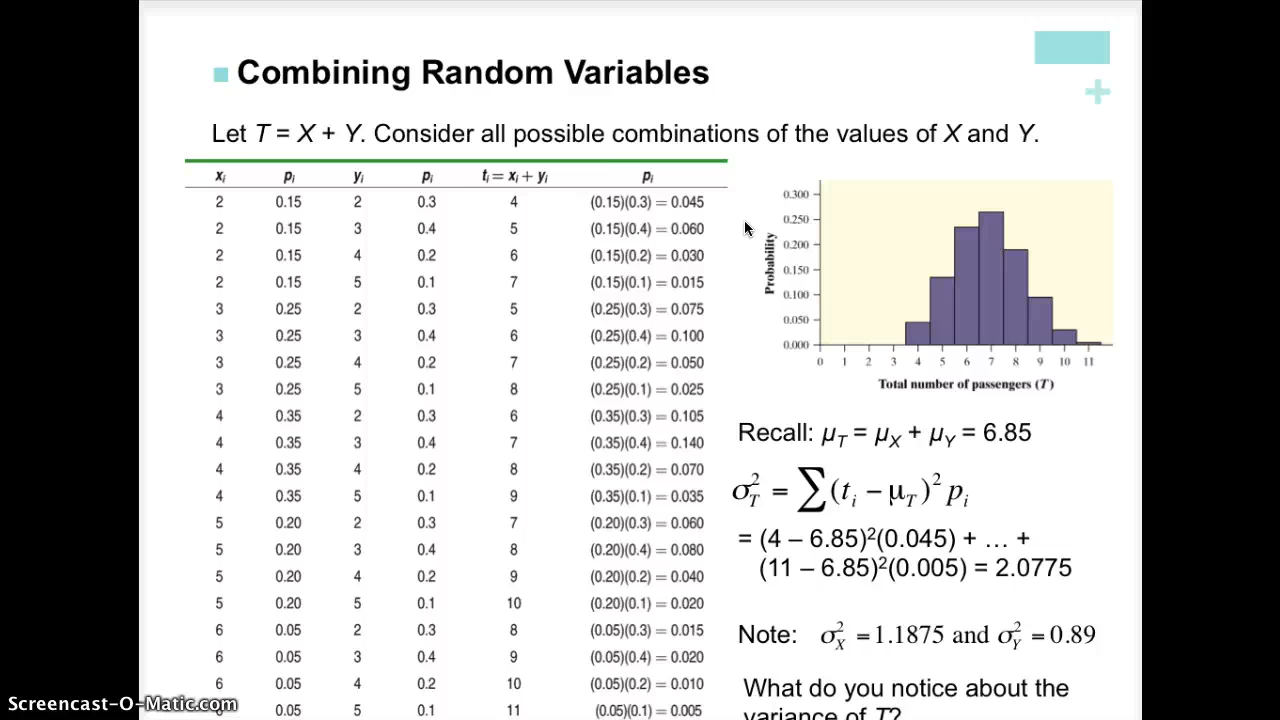 Combining Random Variables
Let T = X + Y. Consider all possible combinations of the values of X and Y.
xᵢ pᵢ yᵢ pᵢ tᵢ = xᵢ + yᵢ pᵢ
2 0.15 2 0.3 4 (0.15)(0.3) = 0.045
2 0.15 3 0.4 5 (0.15)(0.4) = 0.060
2 0.15 4 0.2 6 (0.15)(0.2) = 0.030
2 0.15 5 0.1 7 (0.15)(0.1) = 0.015
3 0.25 2 0.3 5 (0.25)(0.3) = 0.075
3 0.25 3 0.4 6 (0.25)(0.4) = 0.100
3 0.25 4 0.2 7 (0.25)(0.2) = 0.050
3 0.25 5 0.1 8 (0.25)(0.1) = 0.025
4 0.35 2 0.3 6 (0.35)(0.3) = 0.105
4 0.35 3 0.4 7 (0.35)(0.4) = 0.140
4 0.35 4 0.2 8 (0.35)(0.2) = 0.070
4 0.35 5 0.1 9 (0.35)(0.1) = 0.035
5 0.20 2 0.3 7 (0.20)(0.3) = 0.060
5 0.20 3 0.4 8 (0.20)(0.4) = 0.080
5 0.20 4 0.2 9 (0.20)(0.2) = 0.040
5 0.20 5 0.1 10 (0.20)(0.1) = 0.020
6 0.05 2 0.3 8 (0.05)(0.3) = 0.015
6 0.05 3 0.4 9 (0.05)(0.4) = 0.020
6 0.05 4 0.2 10 (0.05)(0.2) = 0.010
0.05 5 0.1 11 (0.05)(0.1) = 0.005
Probability
0.300
0.250
0.200
0.150
0.100
0.050
0.000
0 1 2 3 4 5 6 7 8 9 10 11
Total number of passengers (T)
Recall: μ_T = μ_X + μ_Y = 6.85
σ²_T = ∑(tᵢ − μ_T)² pᵢ
= (4 – 6.85)²(0.045) + … +
(11 – 6.85)²(0.005) = 2.0775
Note: σ²_X = 1.1875 and σ²_Y = 0.89
What do you notice about the
variance of T?
Screencast-O-Matic.com